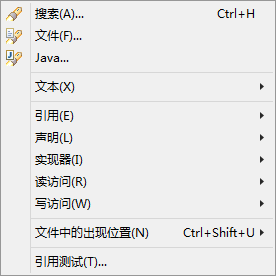 搜索(A)... Ctrl+H
文件(F)...
Java...
文本(X)
引用(E)
声明(L)
实现器(I)
读访问(R)
写访问(W)
文件中的出现位置(N) Ctrl+Shift+U
引用测试(T)...